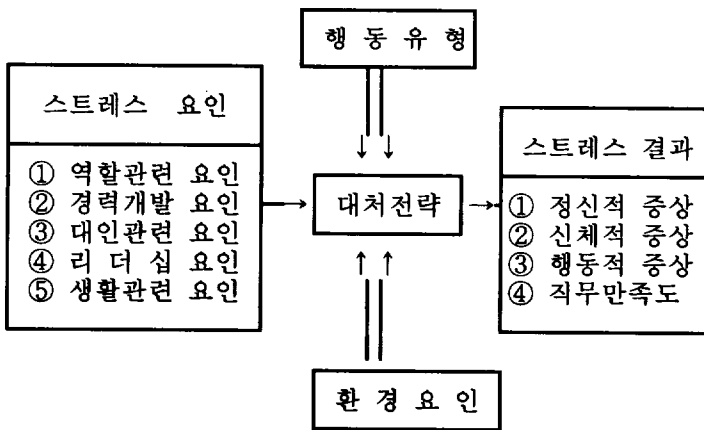 행 동 유 형
스트레스 요인
① 역할관련 요인
② 경력개발 요인
③ 대인관련 요인
④ 리 더 십 요인
⑤ 생활관련 요인
대처전략
스트레스 결과
① 정신적 증상
② 신체적 증상
③ 행동적 증상
④ 직무만족도
환 경 요 인